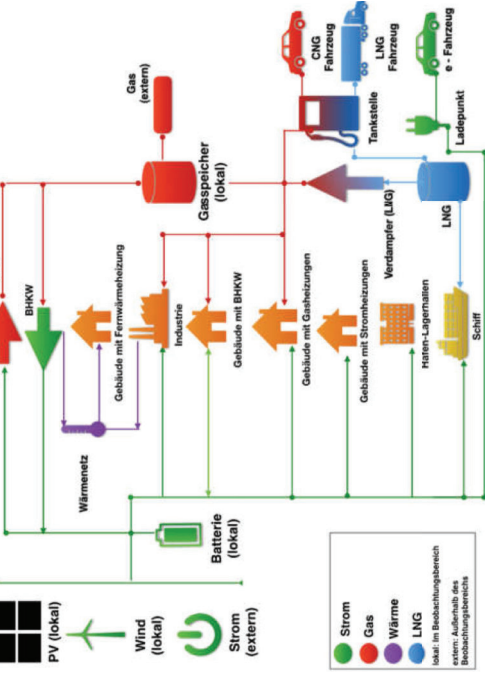 Gas
(extern)
CNG
Fahrzeug
LNG
Fahrzeug
e - Fahrzeug
Tankstelle
Ladepunkt
Gasspeicher
(lokal)
Verdampfer (LNG)
LNG
BHKW
Gebäude mit Fernwärmeheizung
Industrie
Gebäude mit BHKW
Gebäude mit Gasheizungen
Gebäude mit Stromheizungen
Hafen-Lagerhallen
Schiff
Wärmenetz
Batterie
(lokal)
PV (lokal)
Wind
(lokal)
Strom
(extern)
Strom
Gas
Wärme
LNG
lokal: Im Beobachtungsbereich
extern: Außerhalb des
Beobachtungsbereichs